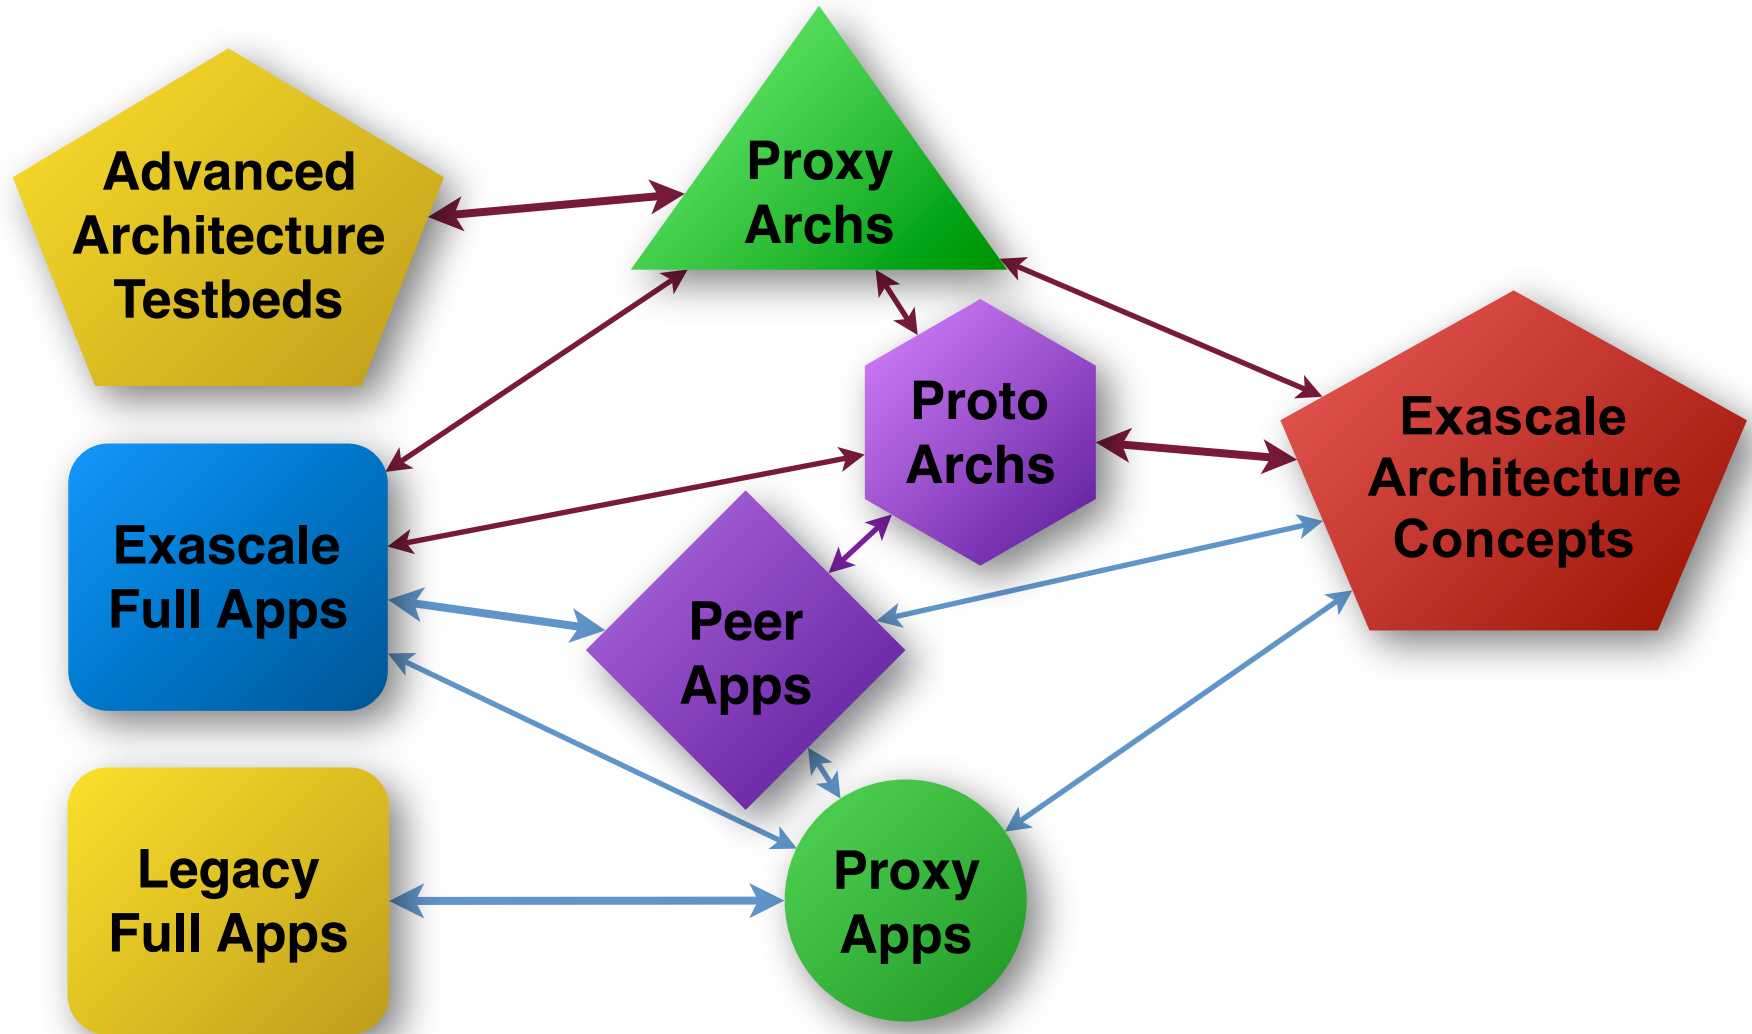 Advanced
Architecture
Testbeds
Proxy
Archs
Proto
Archs
Exascale
Architecture
Concepts
Exascale
Full Apps
Peer
Apps
Legacy
Full Apps
Proxy
Apps